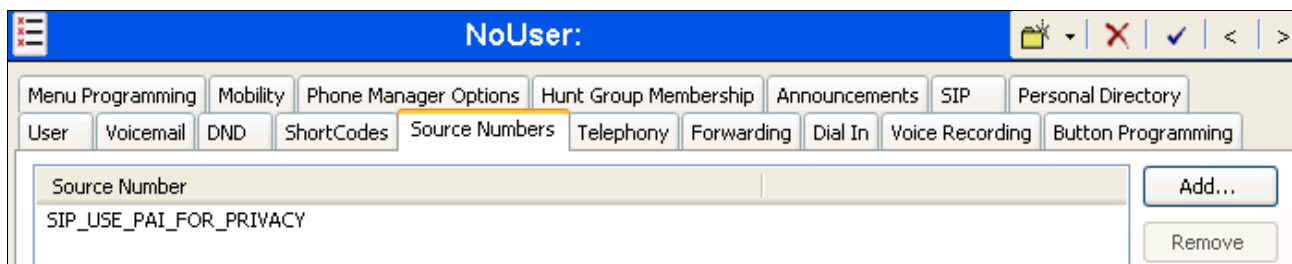 NoUser:
Menu Programming Mobility Phone Manager Options Hunt Group Membership Announcements SIP Personal Directory
User Voicemail DND ShortCodes Source Numbers Telephony Forwarding Dial In Voice Recording Button Programming
Source Number
Add...
SIP_USE_PAI_FOR_PRIVACY
Remove